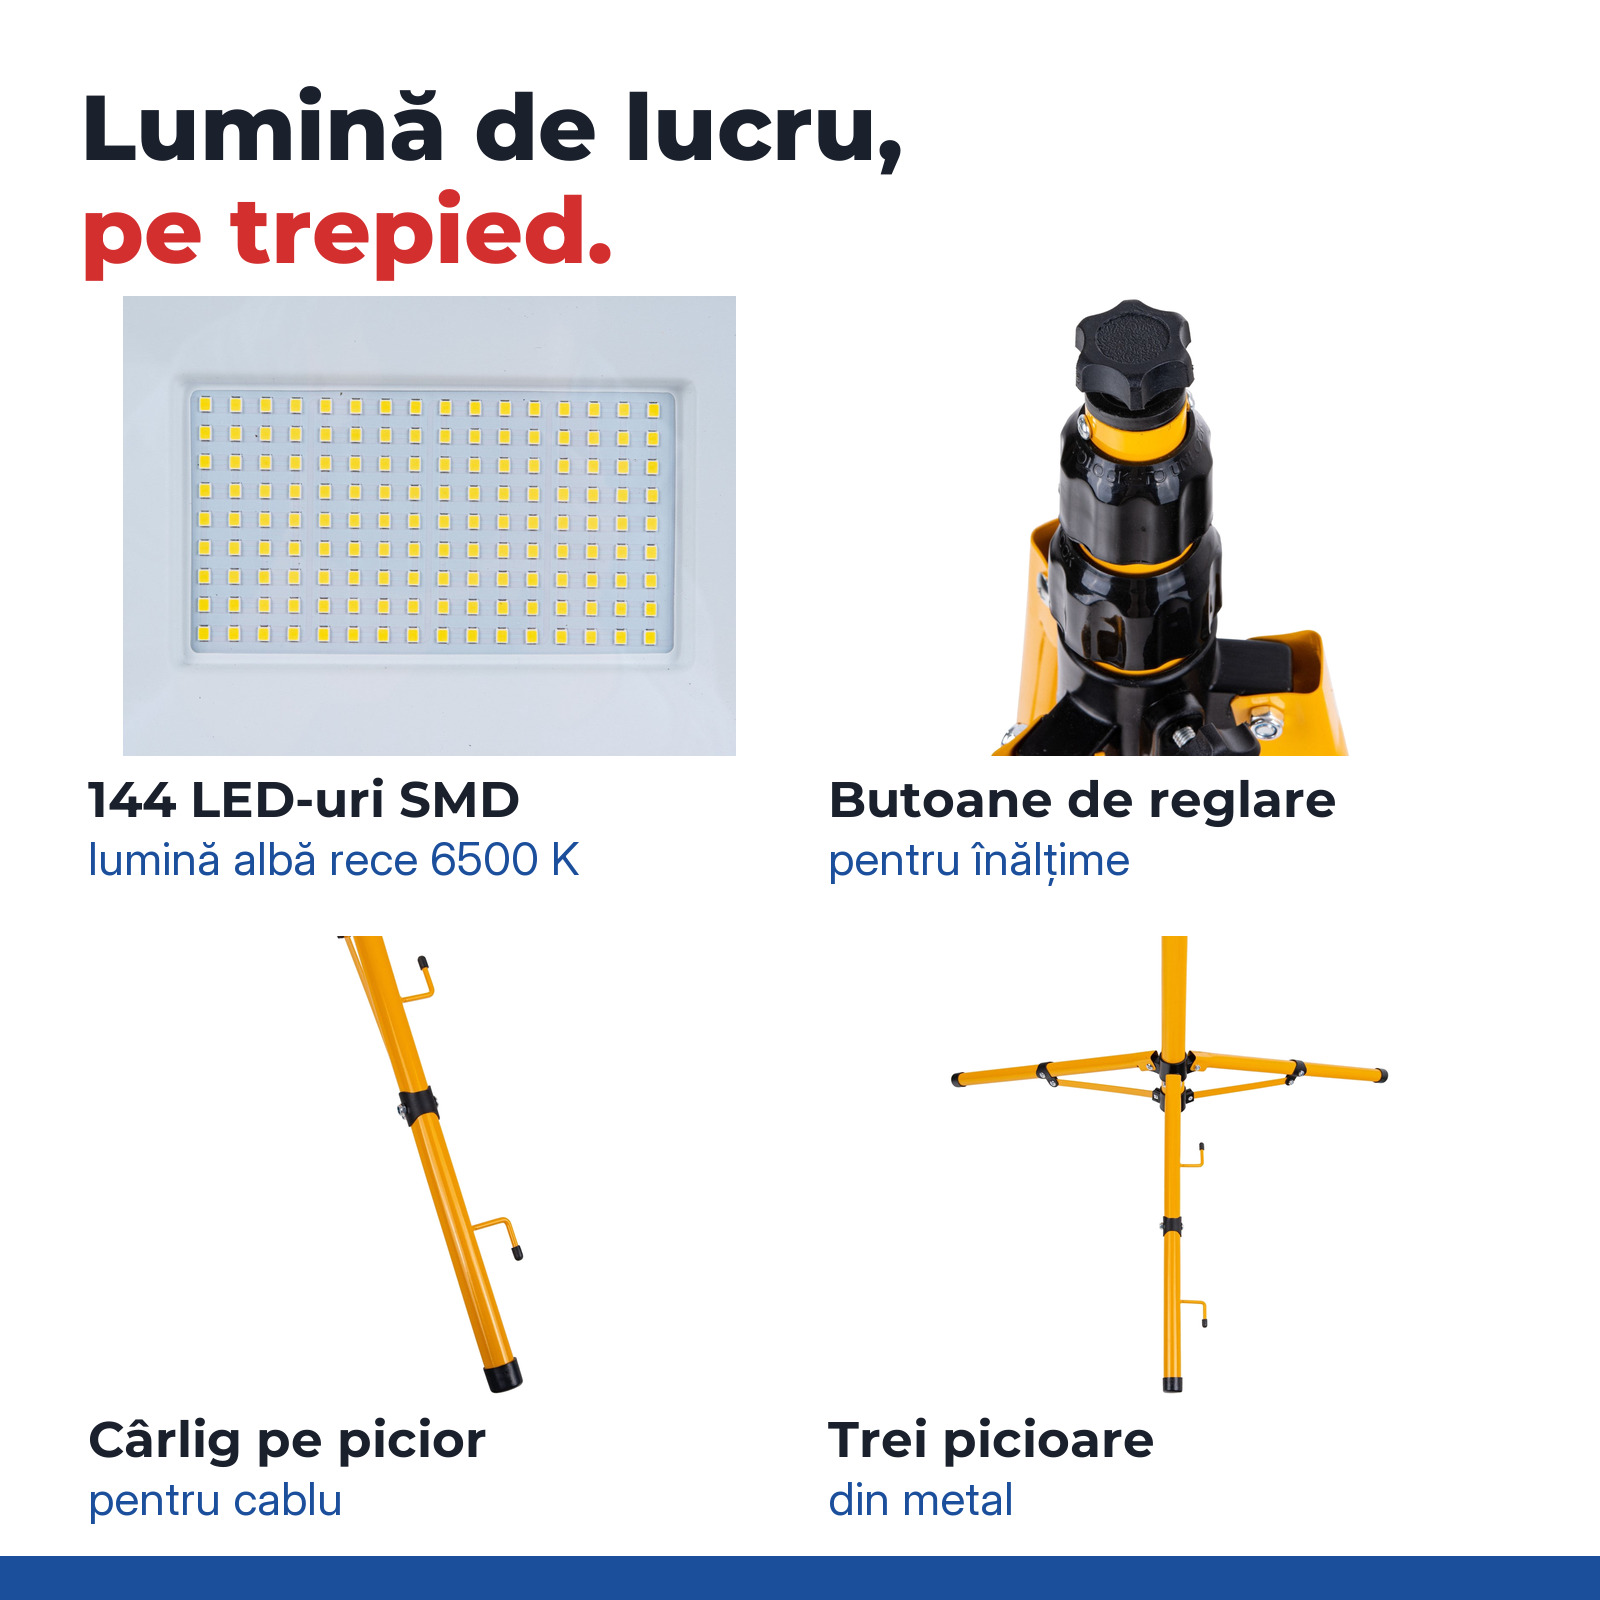 Lumină de lucru,
pe trepied.
144 LED-uri SMD
lumină albă rece 6500 K
Butoane de reglare
pentru înălțime
Cârlig pe picior
pentru cablu
Trei picioare
din metal